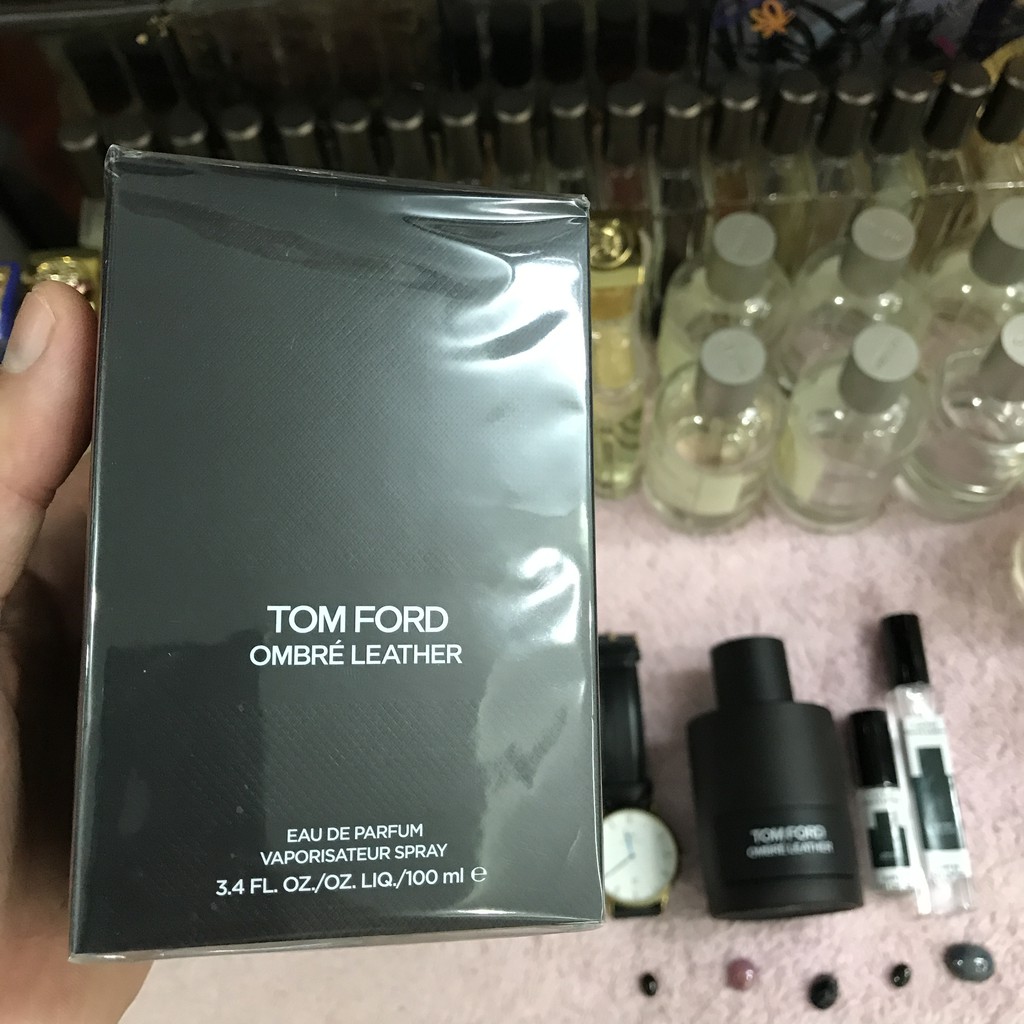 TOM FORD
OMBRÉ LEATHER
EAU DE PARFUM
VAPORISATEUR SPRAY
3.4 FL. OZ./OZ. LIQ./100 ml ℮
TOM FORD
OMBRÉ LEATHER